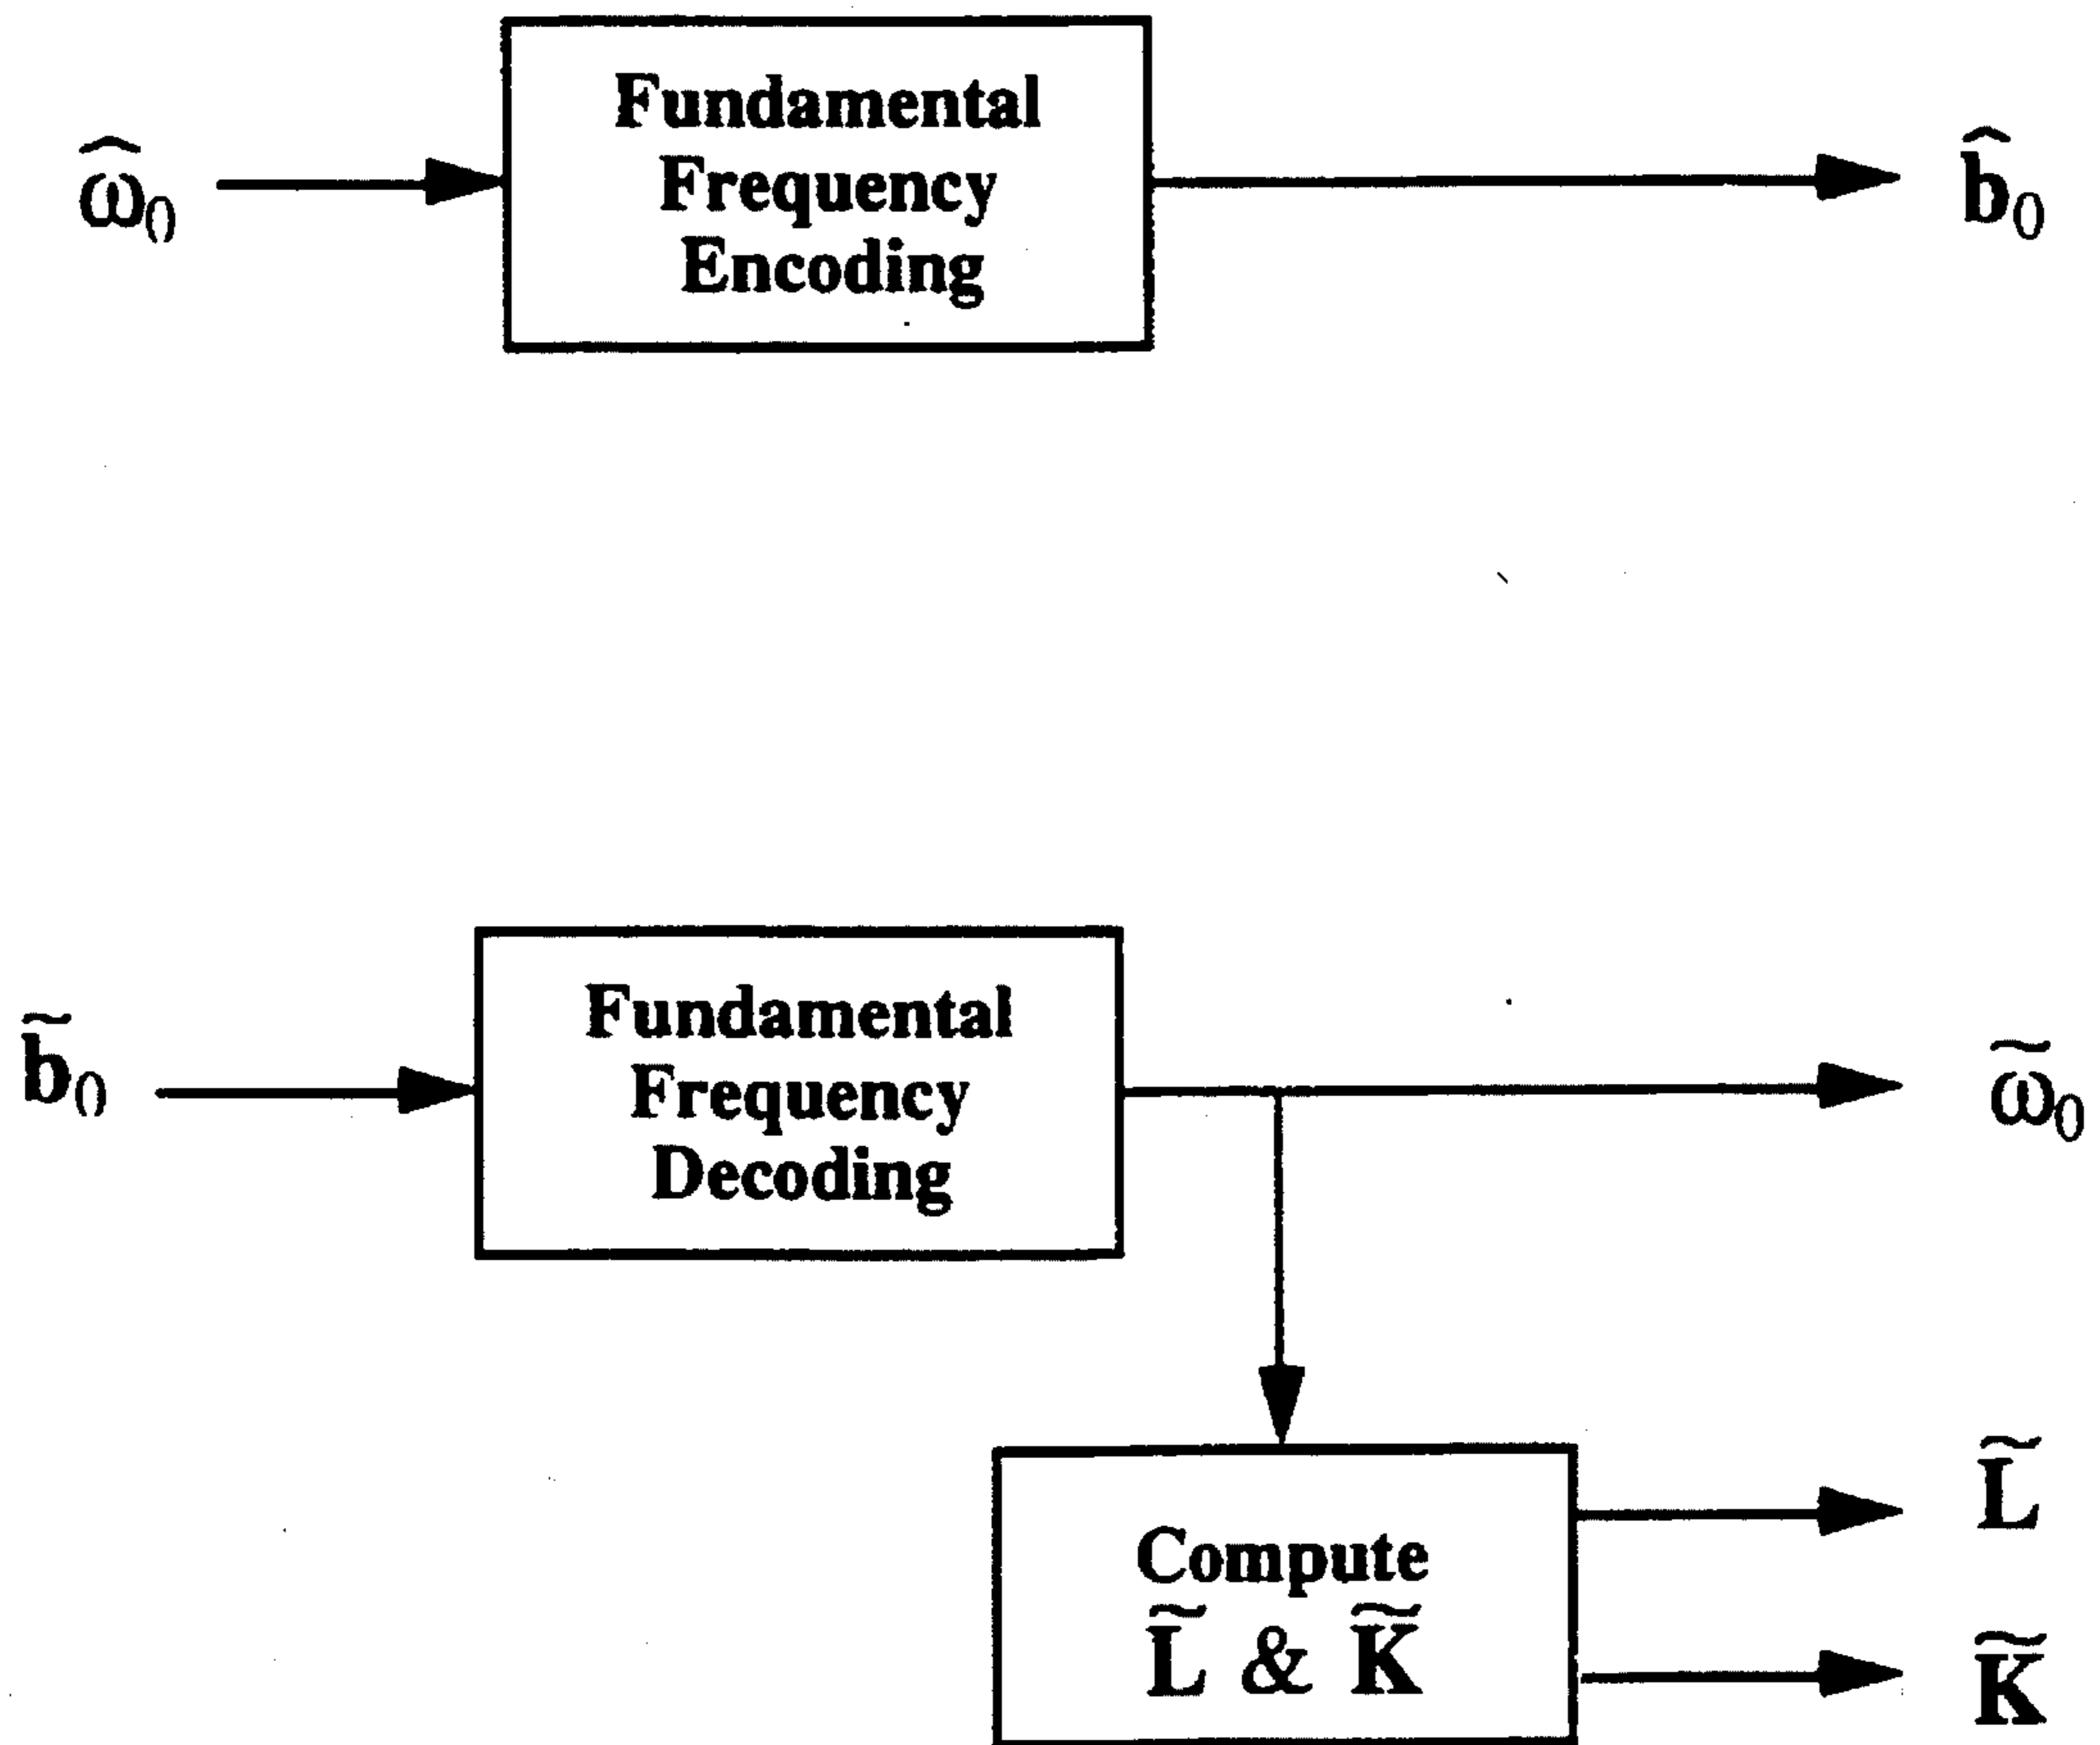 Fundamental
Frequency
Encoding
ω̂₀
b̂₀
Fundamental
Frequency
Decoding
b̃₀
ω̃₀
Compute
L̃ & K̃
L̃
K̃